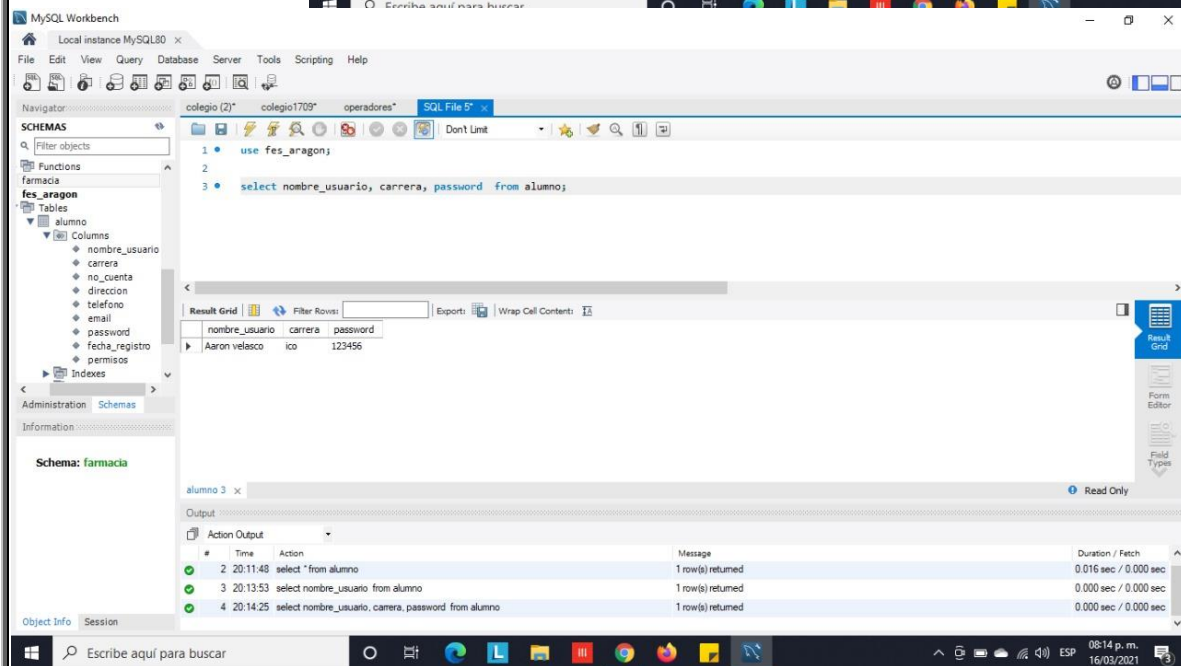 Escribe aquí para buscar
MySQL Workbench
Local instance MySQL80 ×
File Edit View Query Database Server Tools Scripting Help
Navigator
SCHEMAS
Filter objects
Functions
farmacia
fes_aragon
Tables
alumno
Columns
nombre_usuario
carrera
no_cuenta
direccion
telefono
email
password
fecha_registro
permisos
Indexes
Administration Schemas
Information
Schema: farmacia
Object Info Session
colegio (2)* colegio1709* operadores* SQL File 5* ×
Don't Limit
1 use fes_aragon;
2
3 select nombre_usuario, carrera, password from alumno;
Result Grid Filter Rows: Export: Wrap Cell Content:
nombre_usuario carrera password
Aaron velasco ico 123456
Result Grid
Form Editor
Field Types
alumno 3 × Read Only
Output
Action Output
# Time Action Message Duration / Fetch
2 20:11:48 select * from alumno 1 row(s) returned 0.016 sec / 0.000 sec
3 20:13:53 select nombre_usuario from alumno 1 row(s) returned 0.000 sec / 0.000 sec
4 20:14:25 select nombre_usuario, carrera, password from alumno 1 row(s) returned 0.000 sec / 0.000 sec
Escribe aquí para buscar
ESP
08:14 p. m.
16/03/2021